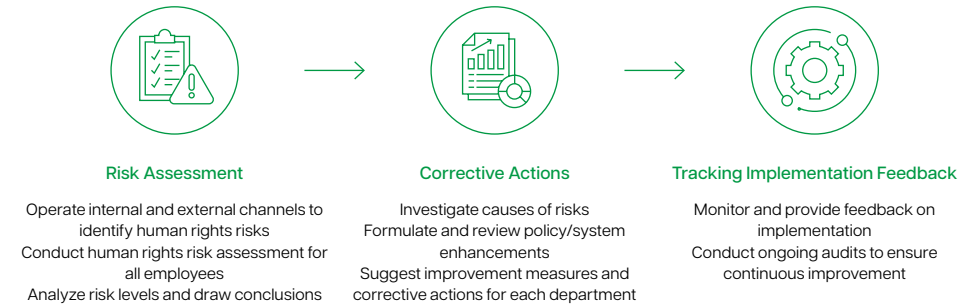 Risk Assessment
Operate internal and external channels to
identify human rights risks
Conduct human rights risk assessment for
all employees
Analyze risk levels and draw conclusions
Corrective Actions
Investigate causes of risks
Formulate and review policy/system
enhancements
Suggest improvement measures and
corrective actions for each department
Tracking Implementation Feedback
Monitor and provide feedback on
implementation
Conduct ongoing audits to ensure
continuous improvement